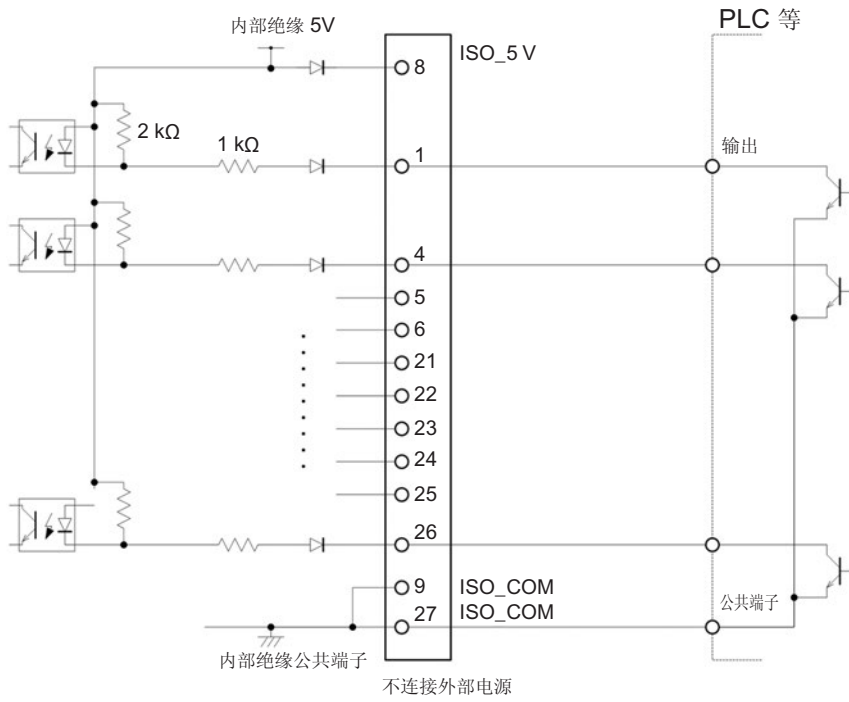 PLC 等
内部绝缘 5V
8
ISO_5 V
2 kΩ
1 kΩ
1
输出
4
5
6
21
22
23
24
25
26
9
ISO_COM
27
ISO_COM
公共端子
内部绝缘公共端子
不连接外部电源